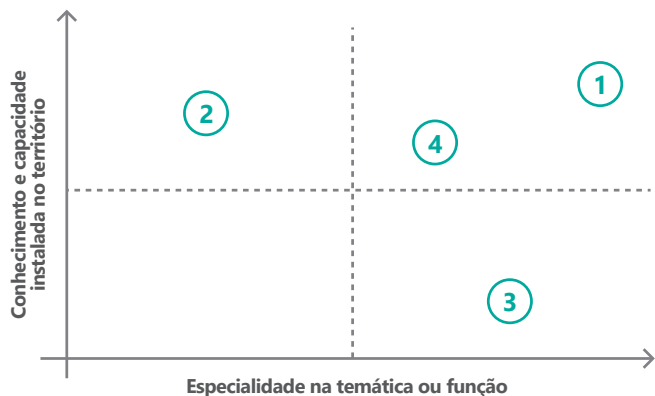 Conhecimento e capacidade
instalada no território
1
2
4
3
Especialidade na temática ou função